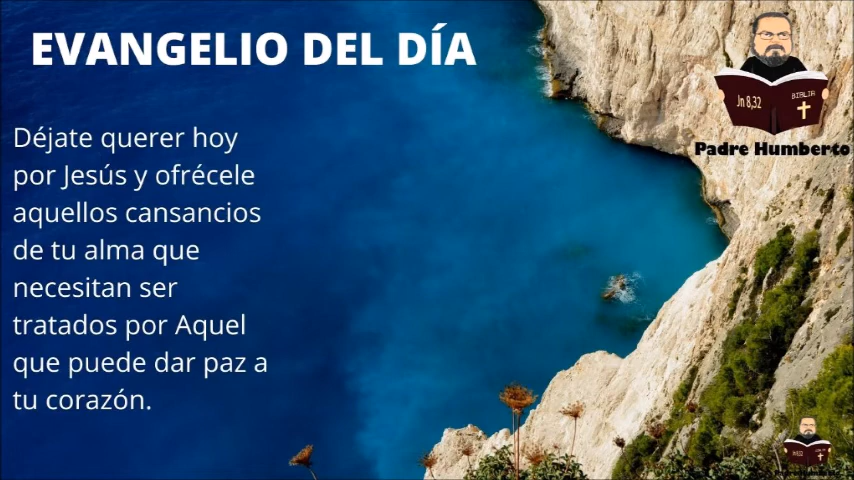 EVANGELIO DEL DÍA
Déjate querer hoy
por Jesús y ofrécele
aquellos cansancios
de tu alma que
necesitan ser
tratados por Aquel
que puede dar paz a
tu corazón.
Jn 8,32
BIBLIA
Padre Humberto